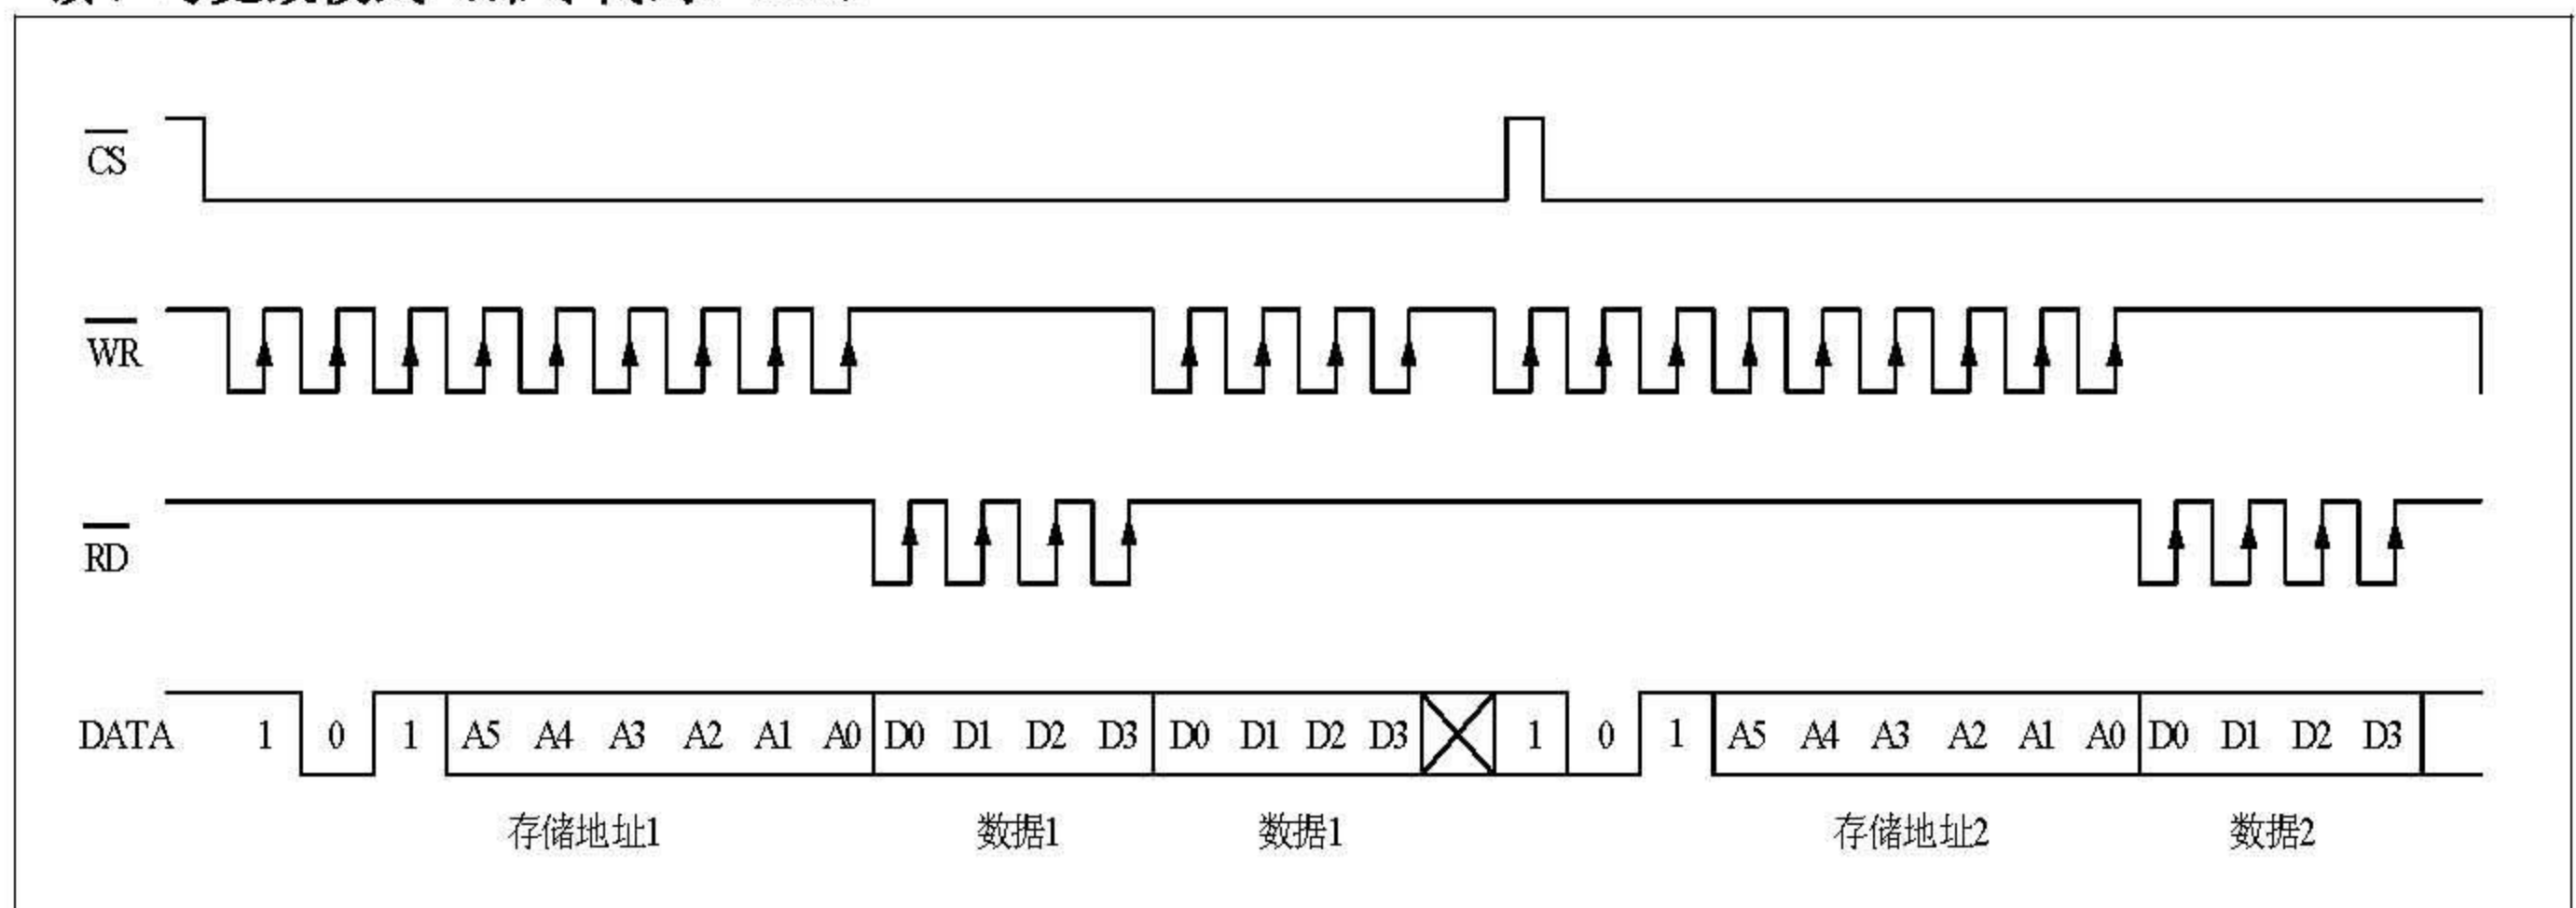 CS
WR
RD
DATA 1 0 1 A5 A4 A3 A2 A1 A0 D0 D1 D2 D3 D0 D1 D2 D3 1 0 1 A5 A4 A3 A2 A1 A0 D0 D1 D2 D3
存储地址1 数据1 数据1 存储地址2 数据2